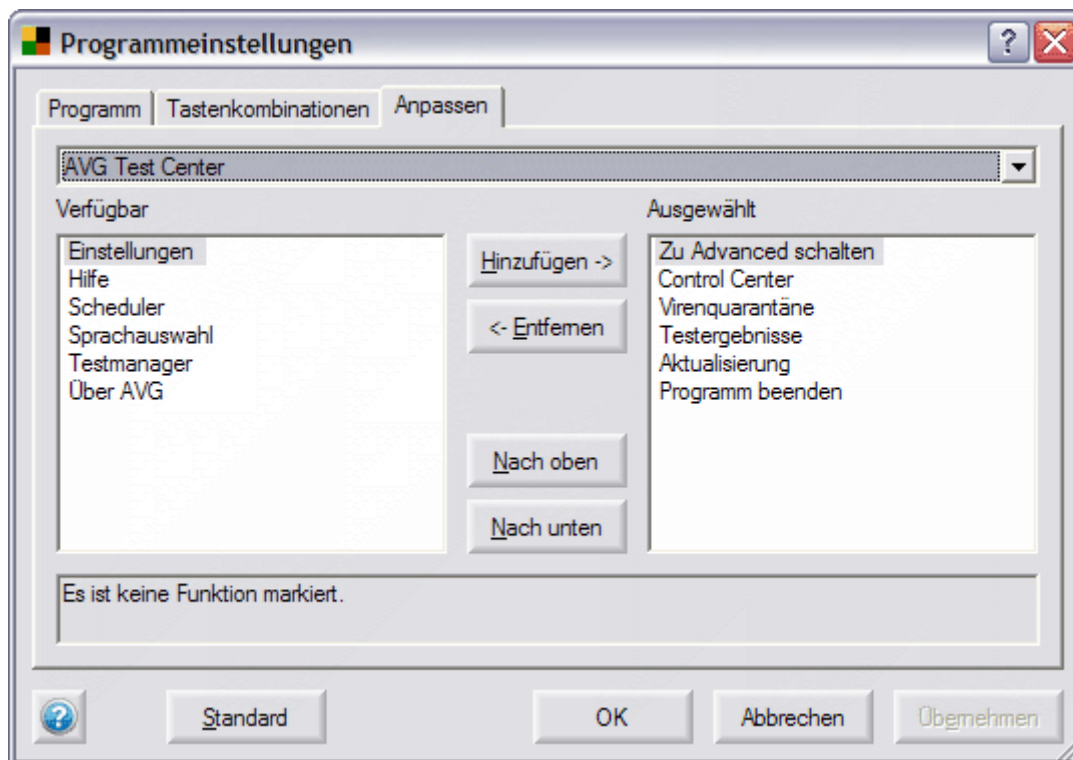 Programmeinstellungen
Programm
Tastenkombinationen
Anpassen
AVG Test Center
Verfügbar
Ausgewählt
Einstellungen
Hilfe
Scheduler
Sprachauswahl
Testmanager
Über AVG
Hinzufügen ->
<- Entfernen
Nach oben
Nach unten
Zu Advanced schalten
Control Center
Virenquarantäne
Testergebnisse
Aktualisierung
Programm beenden
Es ist keine Funktion markiert.
Standard
OK
Abbrechen
Übernehmen